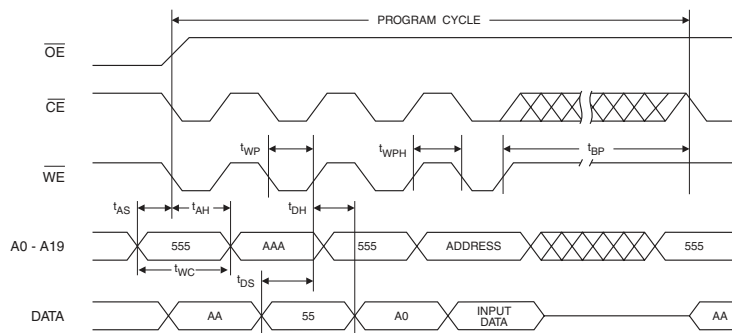 PROGRAM CYCLE
OE
CE
tWP
tWPH
tBP
WE
tAS
tAH
tDH
A0 - A19
555
AAA
555
ADDRESS
555
tWC
tDS
DATA
AA
55
A0
INPUT
DATA
AA